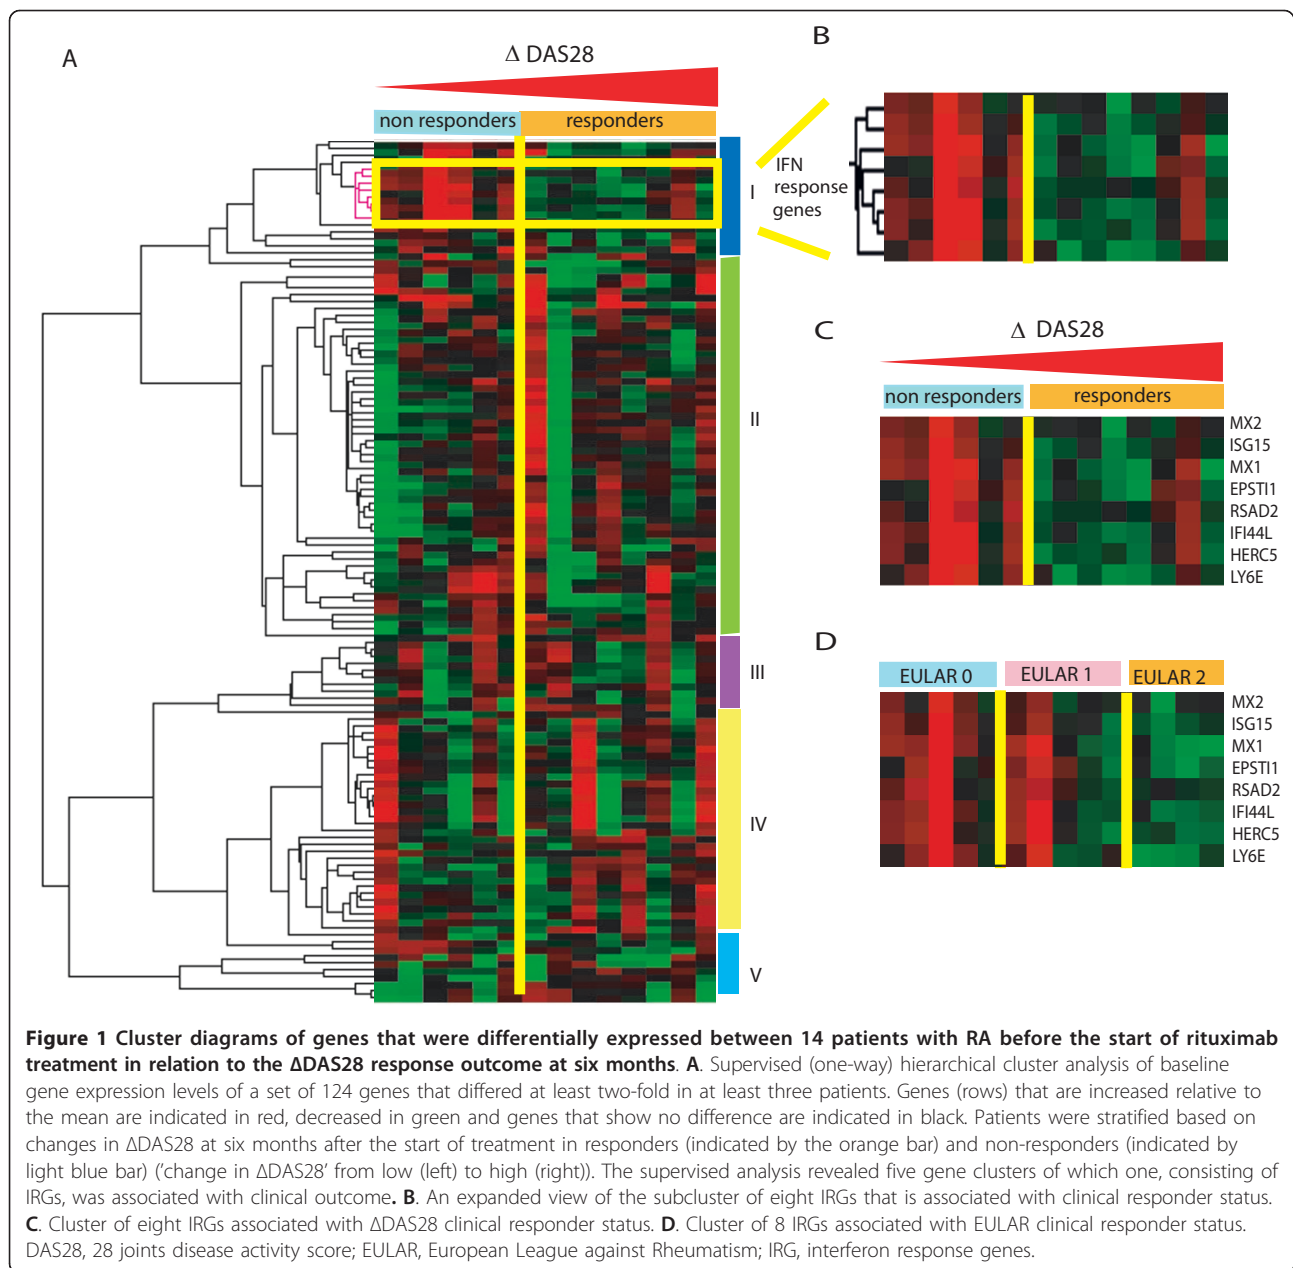 A
Δ DAS28
non responders
responders
I
II
III
IV
V
B
IFN
response
genes
C
Δ DAS28
non responders
responders
MX2
ISG15
MX1
EPSTI1
RSAD2
IFI44L
HERC5
LY6E
D
EULAR 0
EULAR 1
EULAR 2
MX2
ISG15
MX1
EPSTI1
RSAD2
IFI44L
HERC5
LY6E
Figure 1 Cluster diagrams of genes that were differentially expressed between 14 patients with RA before the start of rituximab
treatment in relation to the ΔDAS28 response outcome at six months. A. Supervised (one-way) hierarchical cluster analysis of baseline
gene expression levels of a set of 124 genes that differed at least two-fold in at least three patients. Genes (rows) that are increased relative to
the mean are indicated in red, decreased in green and genes that show no difference are indicated in black. Patients were stratified based on
changes in ΔDAS28 at six months after the start of treatment in responders (indicated by the orange bar) and non-responders (indicated by
light blue bar) ('change in ΔDAS28' from low (left) to high (right)). The supervised analysis revealed five gene clusters of which one, consisting of
IRGs, was associated with clinical outcome. B. An expanded view of the subcluster of eight IRGs that is associated with clinical responder status.
C. Cluster of eight IRGs associated with ΔDAS28 clinical responder status. D. Cluster of 8 IRGs associated with EULAR clinical responder status.
DAS28, 28 joints disease activity score; EULAR, European League against Rheumatism; IRG, interferon response genes.